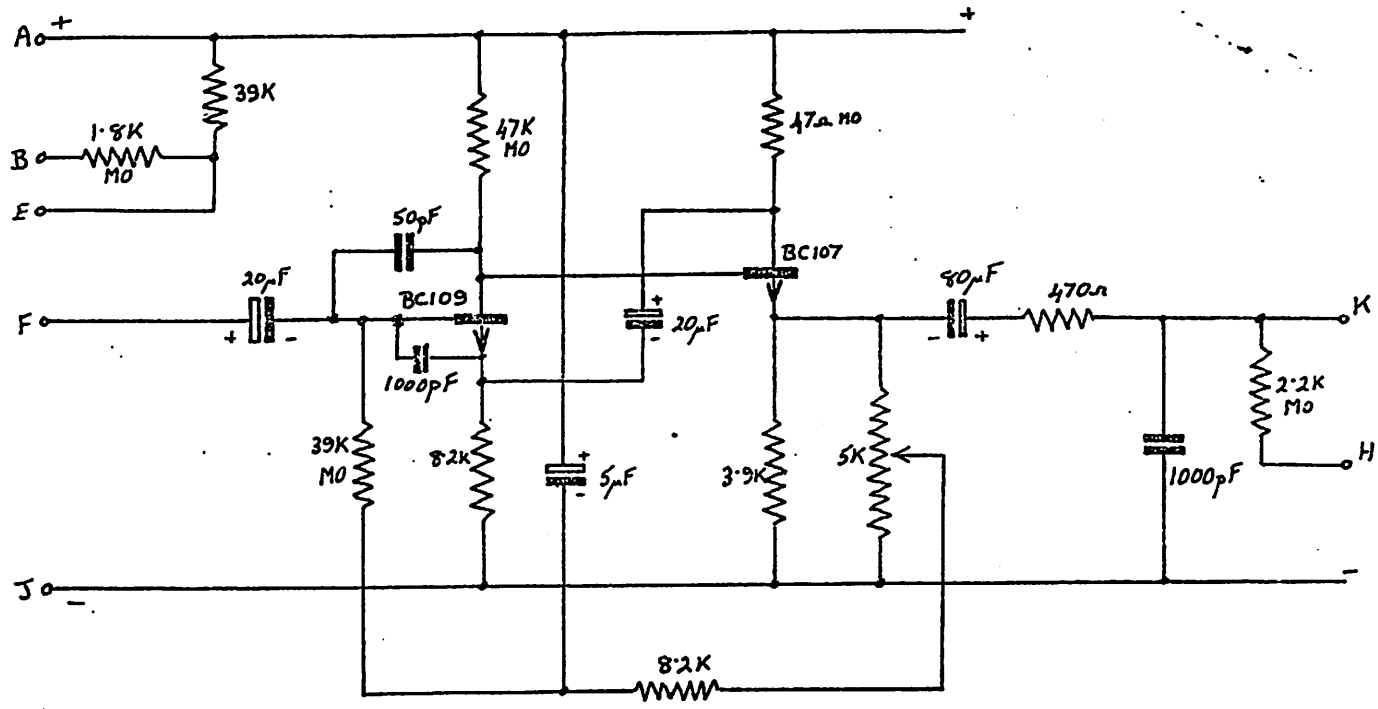 A +
+
39K
1.8K
MO
B
E
47K
MO
47Ω MO
50pF
BC107
20µF
BC109
80µF
470Ω
F
+ -
+
20µF
-
- +
K
1000pF
2.2K
MO
39K
MO
8.2K
+
5µF
-
3.9K
5K
1000pF
H
J
-
-
8.2K